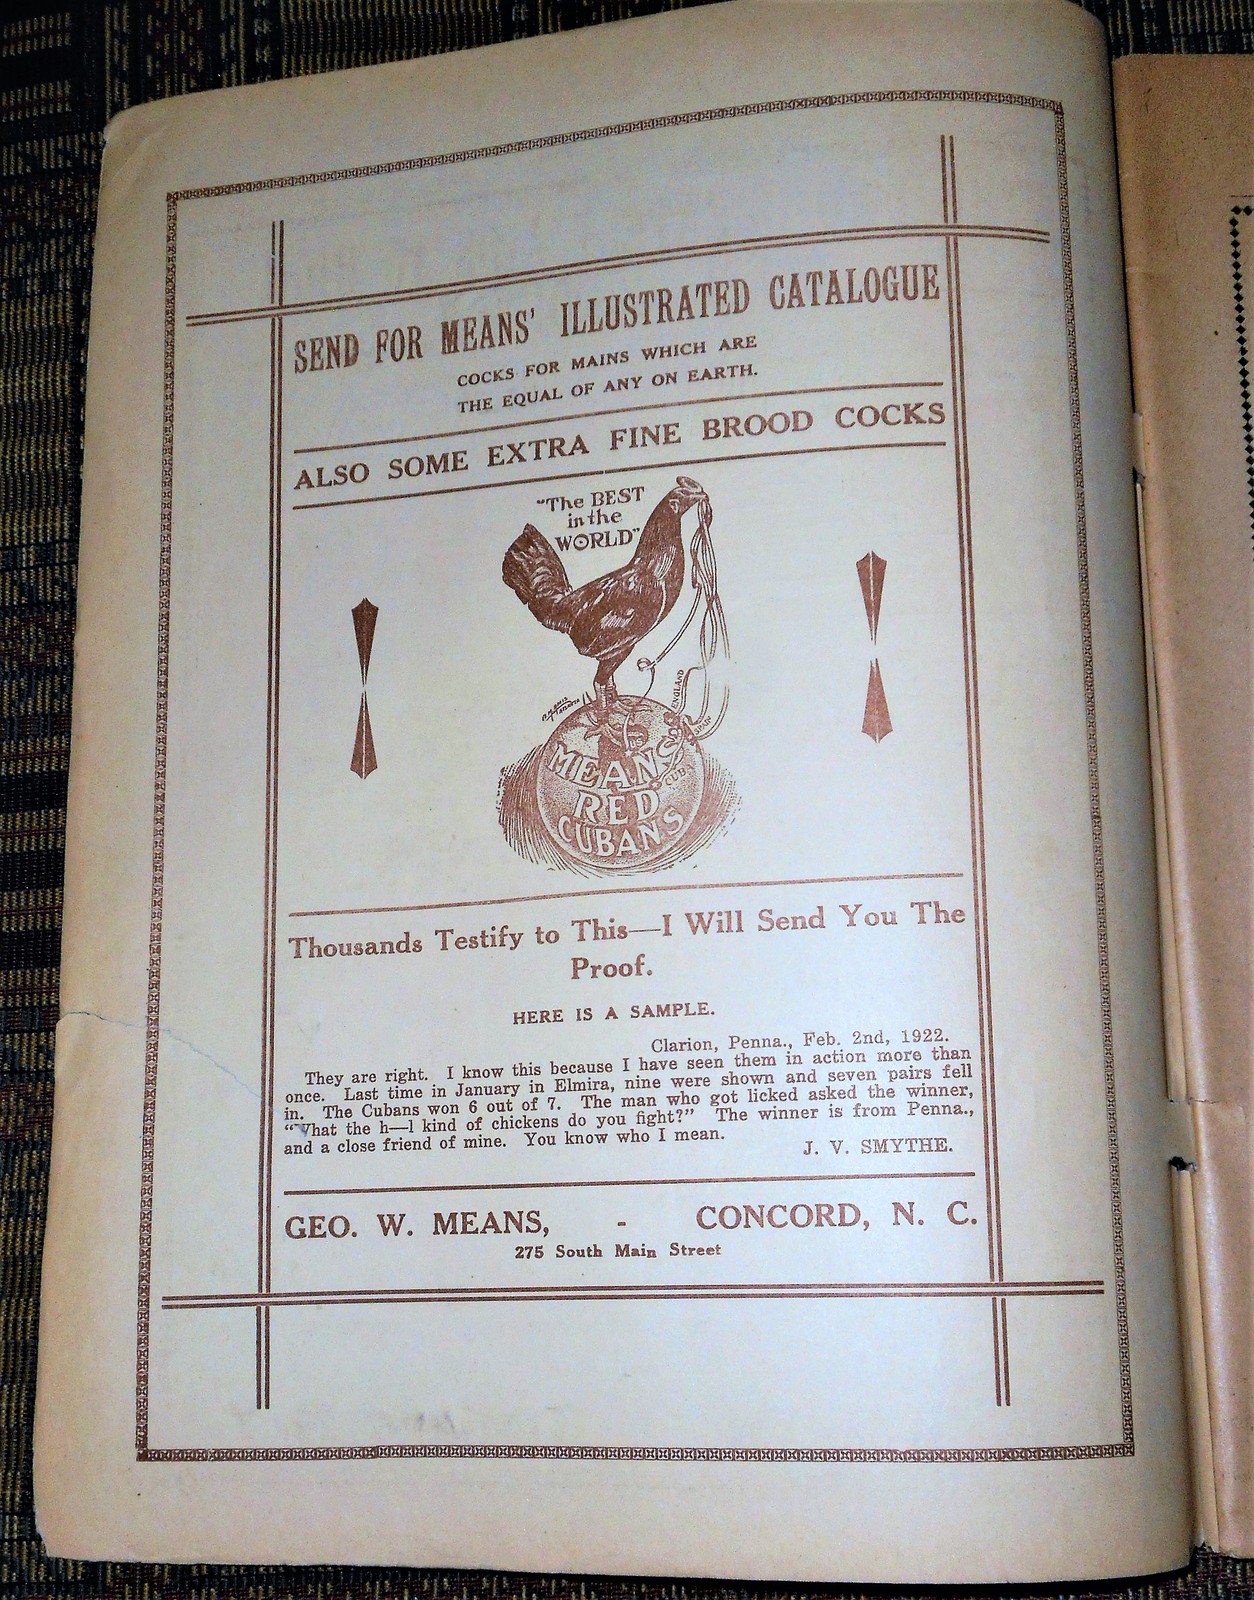 SEND FOR MEANS' ILLUSTRATED CATALOGUE
COCKS FOR MAINS WHICH ARE
THE EQUAL OF ANY ON EARTH.
ALSO SOME EXTRA FINE BROOD COCKS
"The BEST
in the
WORLD"
ENGLAND
SPAIN
CUBA
MEANS
RED
CUBANS
Thousands Testify to This—I Will Send You The
Proof.
HERE IS A SAMPLE.
Clarion, Penna., Feb. 2nd, 1922.
They are right. I know this because I have seen them in action more than
once. Last time in January in Elmira, nine were shown and seven pairs fell
in. The Cubans won 6 out of 7. The man who got licked asked the winner,
"What the h—l kind of chickens do you fight?" The winner is from Penna.,
and a close friend of mine. You know who I mean.
J. V. SMYTHE.
GEO. W. MEANS, - CONCORD, N. C.
275 South Main Street